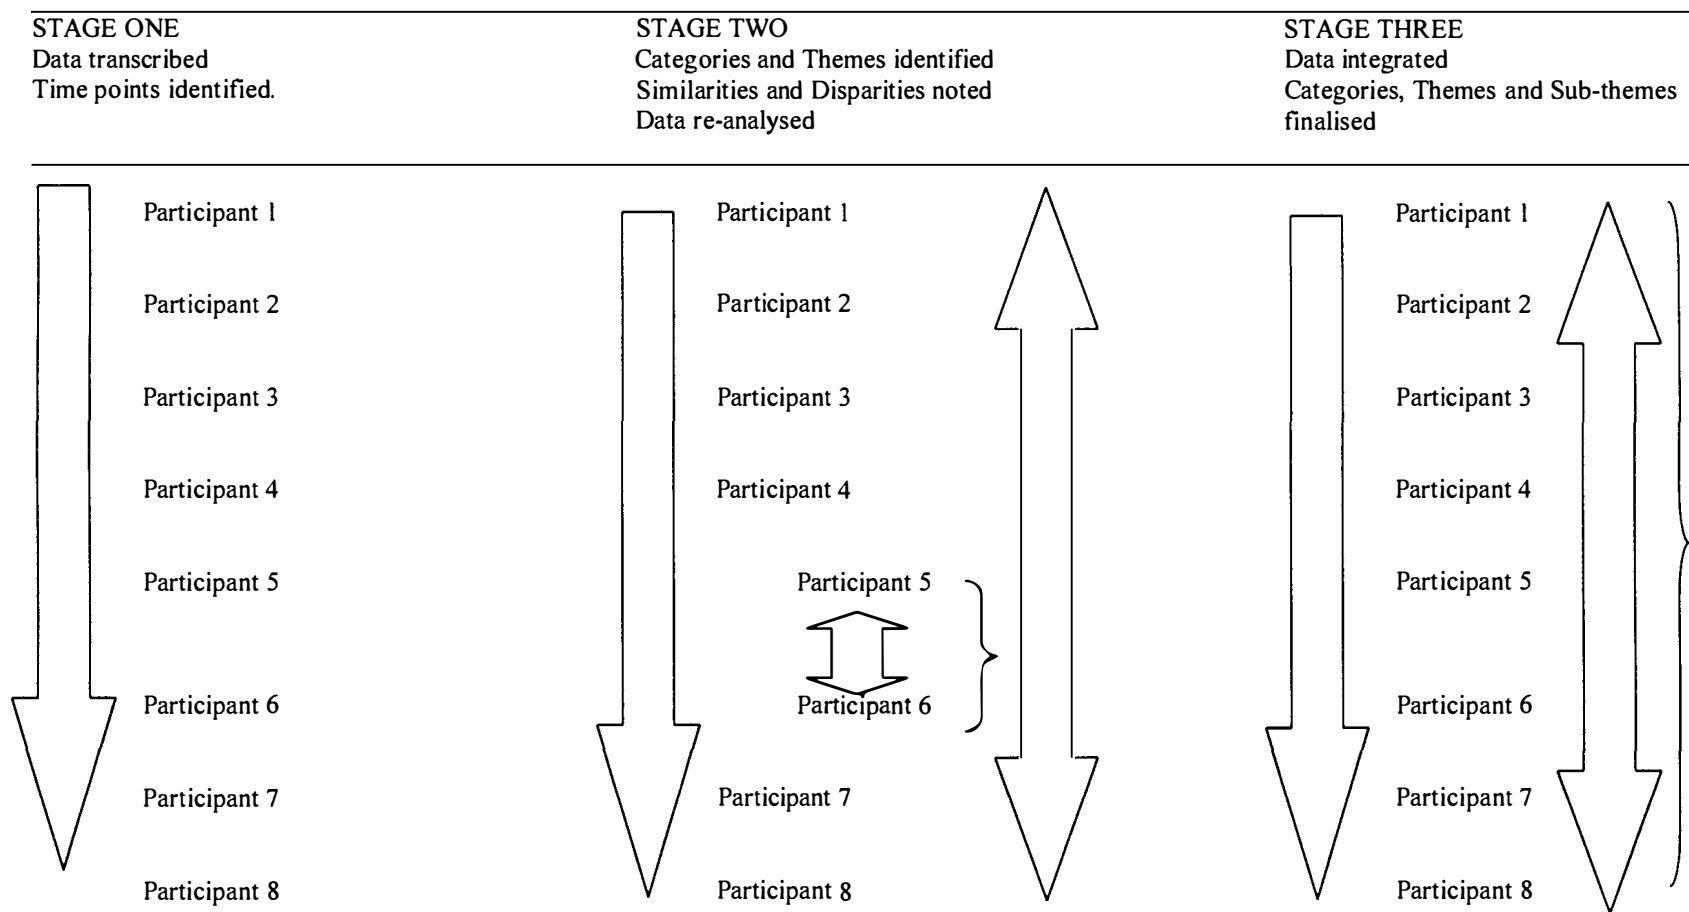 STAGE ONE
Data transcribed
Time points identified.
STAGE TWO
Categories and Themes identified
Similarities and Disparities noted
Data re-analysed
STAGE THREE
Data integrated
Categories, Themes and Sub-themes
finalised
Participant 1
Participant 2
Participant 3
Participant 4
Participant 5
Participant 6
Participant 7
Participant 8
Participant 1
Participant 2
Participant 3
Participant 4
Participant 5
Participant 6
Participant 7
Participant 8
Participant 1
Participant 2
Participant 3
Participant 4
Participant 5
Participant 6
Participant 7
Participant 8